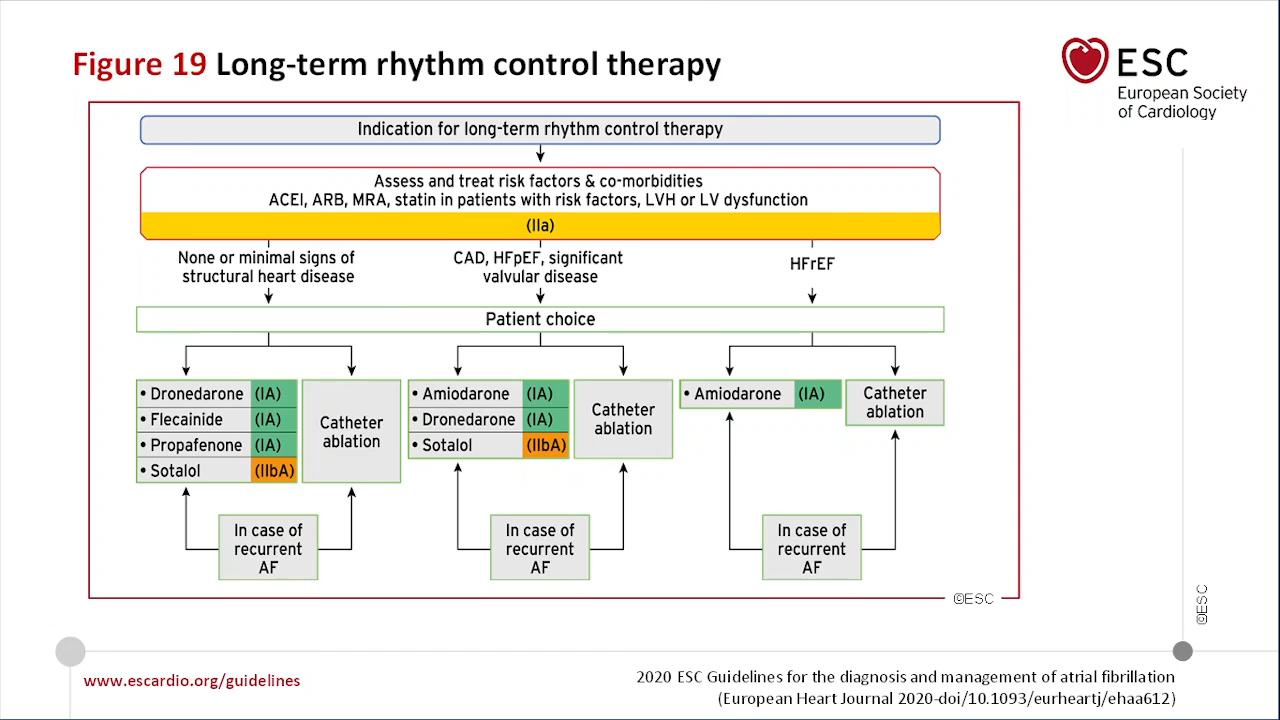 Figure 19 Long-term rhythm control therapy
ESC
European Society
of Cardiology
Indication for long-term rhythm control therapy
Assess and treat risk factors & co-morbidities
ACEI, ARB, MRA, statin in patients with risk factors, LVH or LV dysfunction
(IIa)
None or minimal signs of
structural heart disease
CAD, HFpEF, significant
valvular disease
HFrEF
Patient choice
• Dronedarone (IA)
• Flecainide (IA)
• Propafenone (IA)
• Sotalol (IIbA)
Catheter
ablation
• Amiodarone (IA)
• Dronedarone (IA)
• Sotalol (IIbA)
Catheter
ablation
• Amiodarone (IA)
Catheter
ablation
In case of
recurrent
AF
In case of
recurrent
AF
In case of
recurrent
AF
©ESC
©ESC
www.escardio.org/guidelines
2020 ESC Guidelines for the diagnosis and management of atrial fibrillation
(European Heart Journal 2020-doi/10.1093/eurheartj/ehaa612)